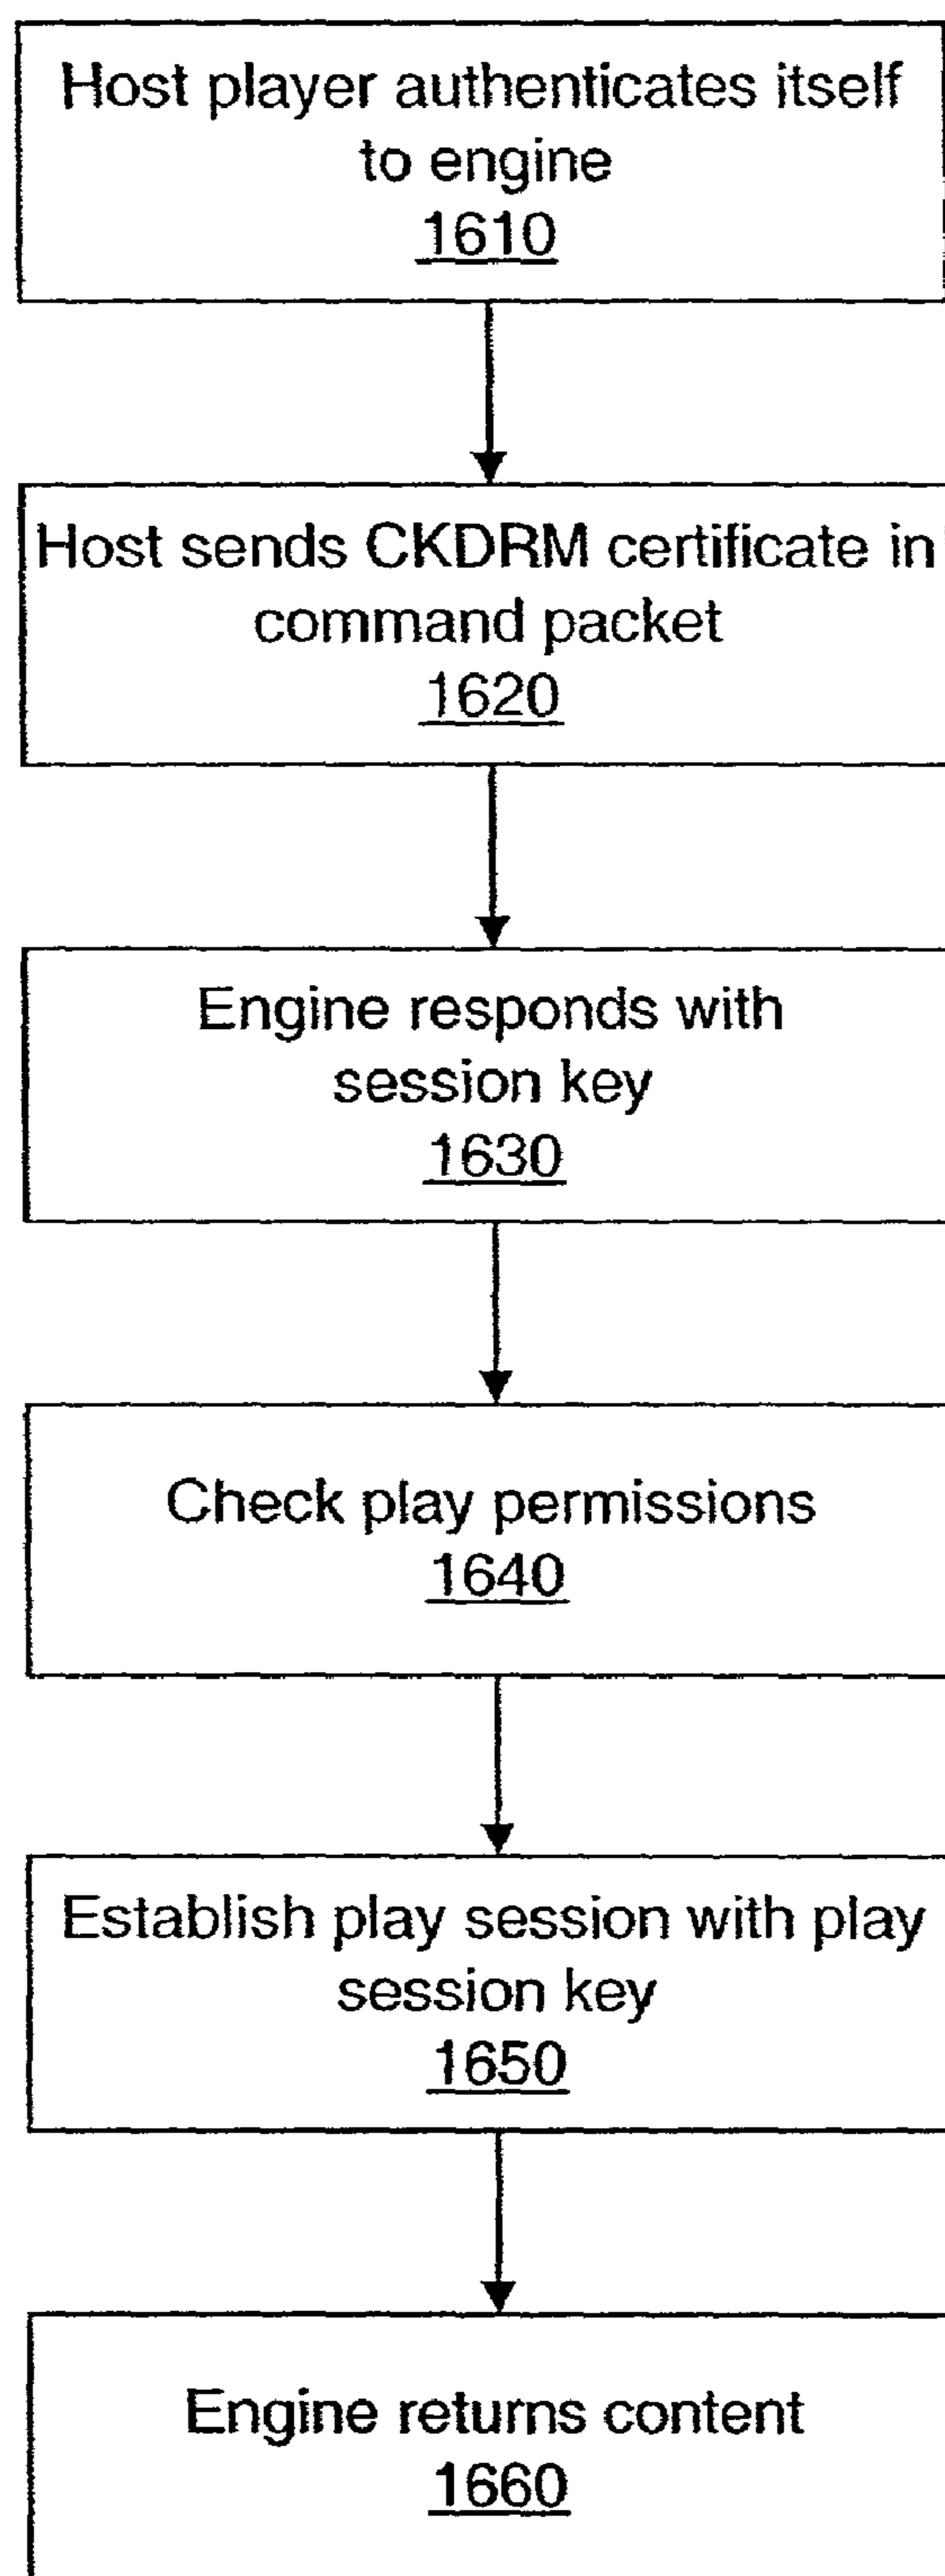 Host player authenticates itself
to engine
1610
Host sends CKDRM certificate in
command packet
1620
Engine responds with
session key
1630
Check play permissions
1640
Establish play session with play
session key
1650
Engine returns content
1660